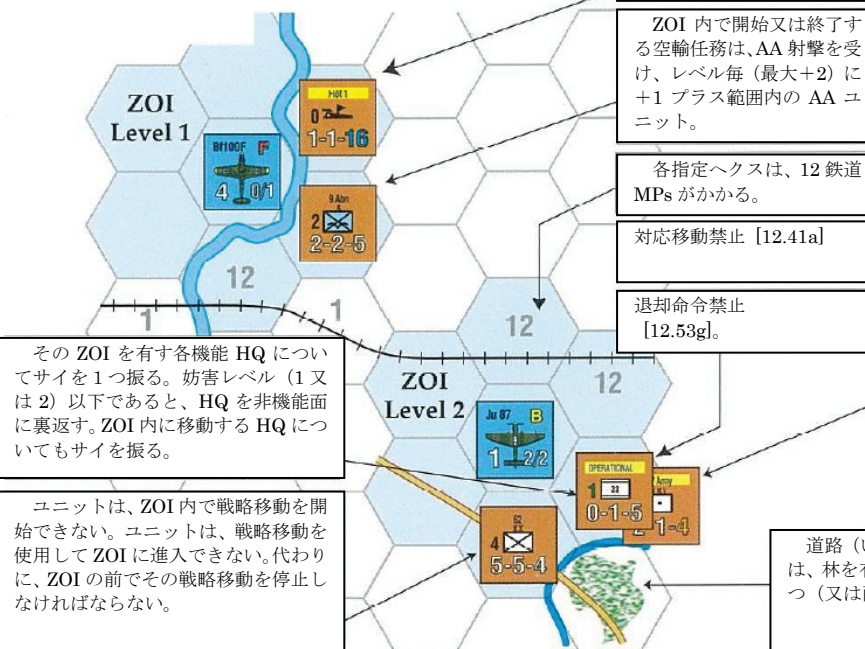 ZOI 内で開始又は終了す
る空輸任務は、AA 射撃を受
け、レベル毎（最大+2）に
+1 プラス範囲内の AA ユ
ニット。
各指定ヘクスは、12 鉄道
MPs がかかる。
対応移動禁止 [12.41a]
退却命令禁止
[12.53g]。
ZOI
Level 1
Bf109F F
4 0/1
Flot 1
0
1-1-16
9 Abn
2
2-2-5
12
1
1
12
12
その ZOI を有す各機能 HQ につい
てサイを 1 つ振る。妨害レベル（1 又
は 2）以下であると、HQ を非機能面
に裏返す。ZOI 内に移動する HQ につ
いてもサイを振る。
ZOI
Level 2
Ju 87 B
1 2/2
OPERATIONAL
1
0-1-5
Army
1-4
ユニットは、ZOI 内で戦略移動を開
始できない。ユニットは、戦略移動を
使用して ZOI に進入できない。代わり
に、ZOI の前でその戦略移動を停止し
なければならない。
4
5-5-4
道路（
は、林を
つ（又は